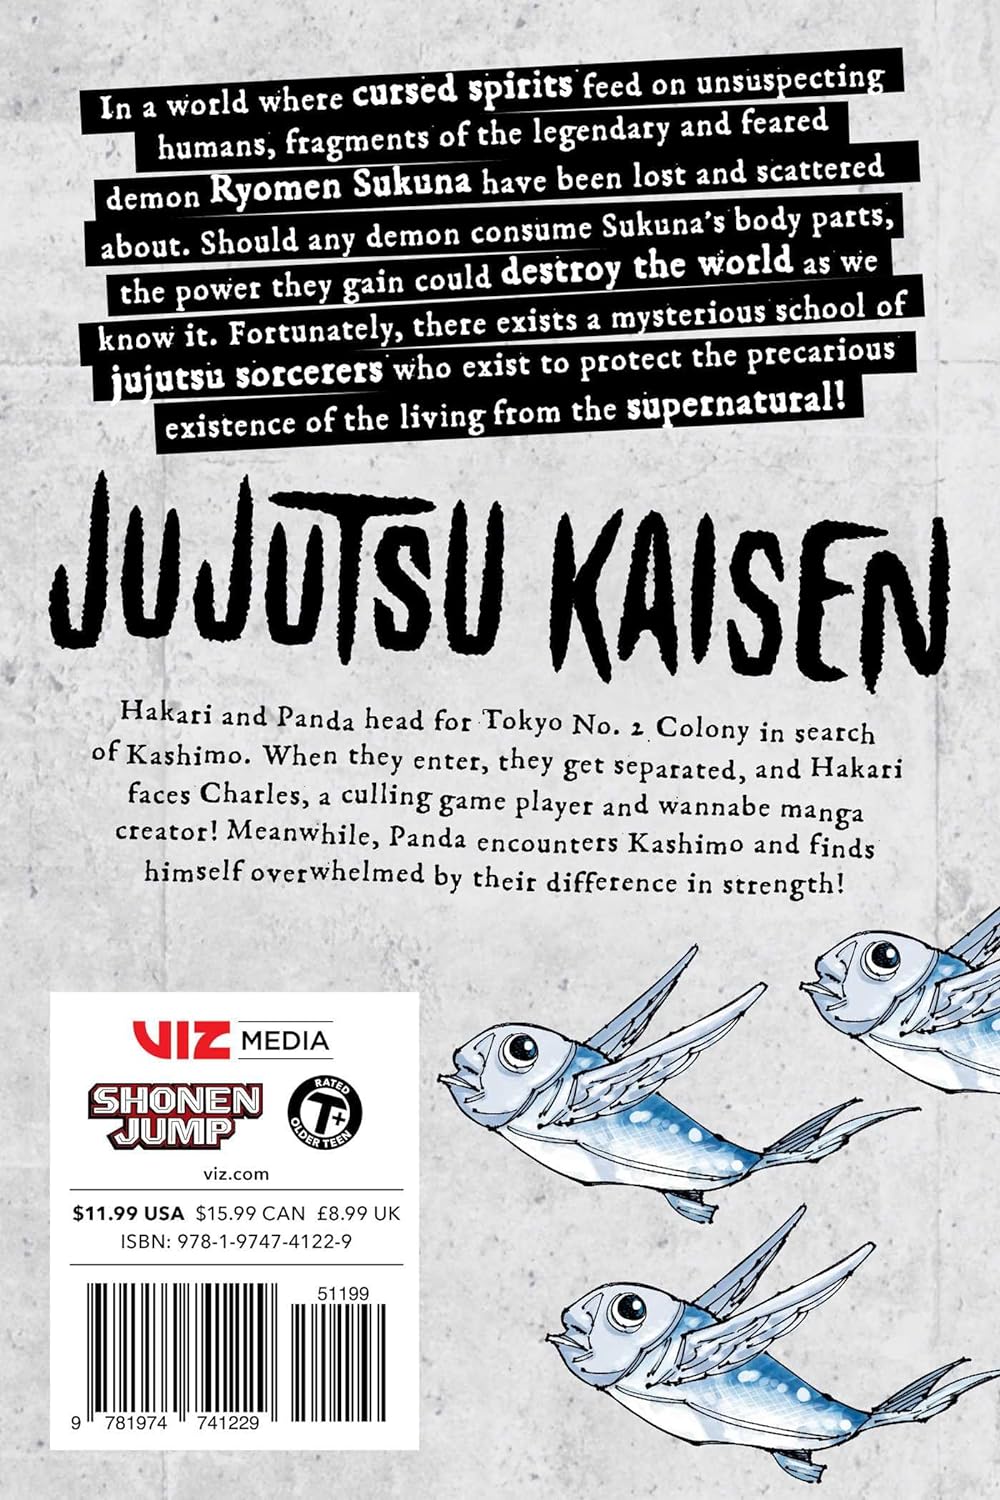 In a world where cursed spirits feed on unsuspecting
humans, fragments of the legendary and feared
demon Ryomen Sukuna have been lost and scattered
about. Should any demon consume Sukuna's body parts,
the power they gain could destroy the world as we
know it. Fortunately, there exists a mysterious school of
jujutsu sorcerers who exist to protect the precarious
existence of the living from the supernatural!
JUJUTSU KAISEN
Hakari and Panda head for Tokyo No. 2 Colony in search
of Kashimo. When they enter, they get separated, and Hakari
faces Charles, a culling game player and wannabe manga
creator! Meanwhile, Panda encounters Kashimo and finds
himself overwhelmed by their difference in strength!
VIZ MEDIA
SHONEN
JUMP
RATED
T+
OLDER TEEN
viz.com
$11.99 USA $15.99 CAN £8.99 UK
ISBN: 978-1-9747-4122-9
51199
9 781974 741229